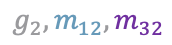 g₂, m₁₂, m₃₂